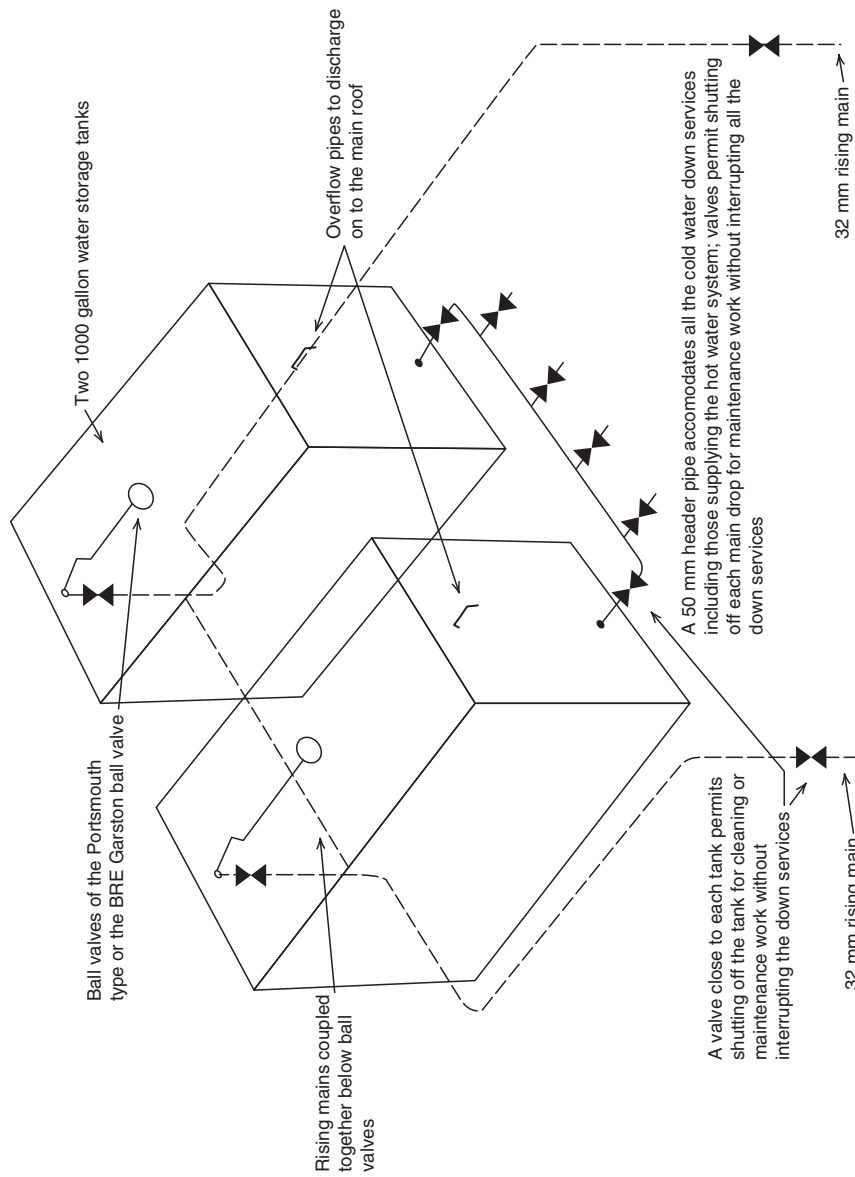 Two 1000 gallon water storage tanks
Ball valves of the Portsmouth
type or the BRE Garston ball valve
Overflow pipes to discharge
on to the main roof
Rising mains coupled
together below ball
valves
A 50 mm header pipe accomodates all the cold water down services
including those supplying the hot water system; valves permit shutting
off each main drop for maintenance work without interrupting all the
down services
A valve close to each tank permits
shutting off the tank for cleaning or
maintenance work without
interrupting the down services
32 mm rising main
32 mm rising main